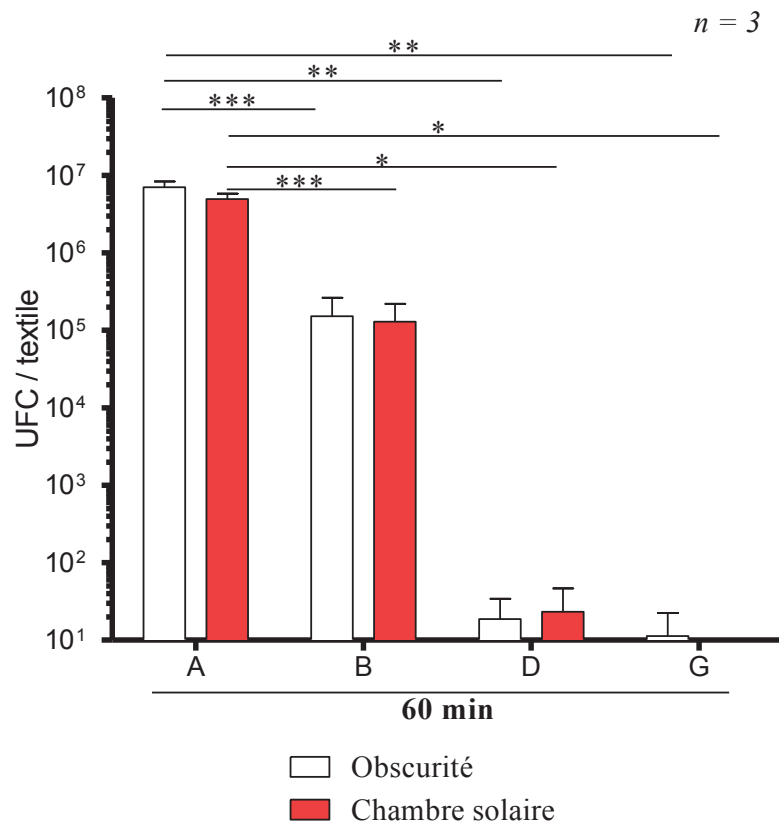 n = 3
**
**
***
*
*
***
UFC / textile
10⁸
10⁷
10⁶
10⁵
10⁴
10³
10²
10¹
A B D G
60 min
Obscurité
Chambre solaire